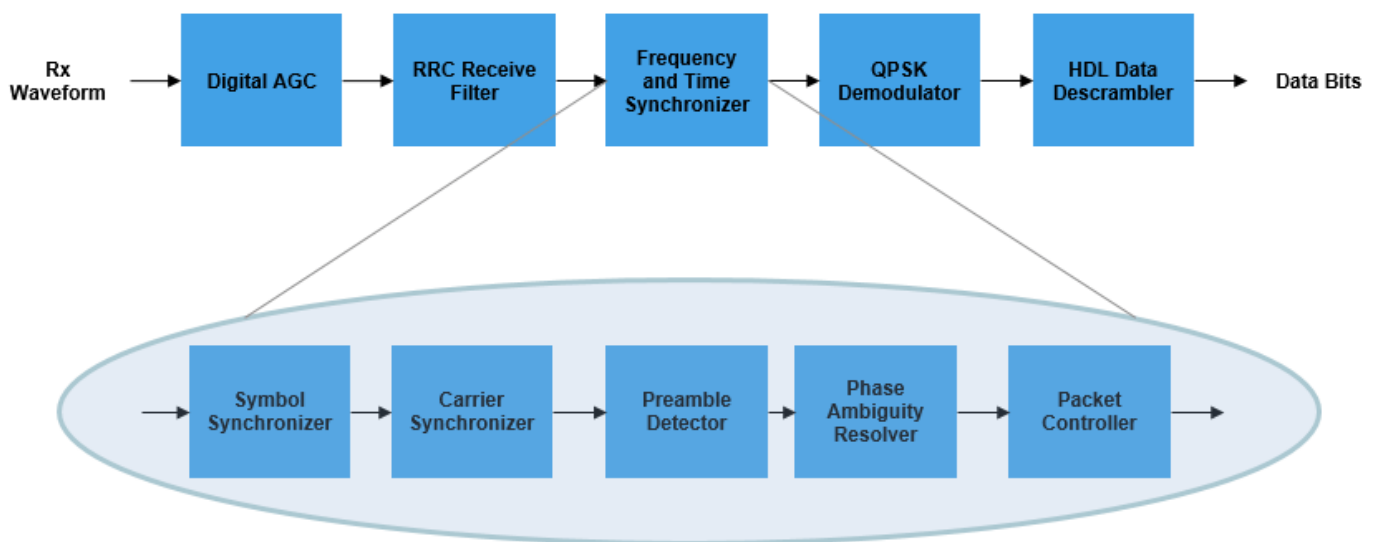 Rx
Waveform
Digital AGC
RRC Receive
Filter
Frequency
and Time
Synchronizer
QPSK
Demodulator
HDL Data
Descrambler
Data Bits
Symbol
Synchronizer
Carrier
Synchronizer
Preamble
Detector
Phase
Ambiguity
Resolver
Packet
Controller